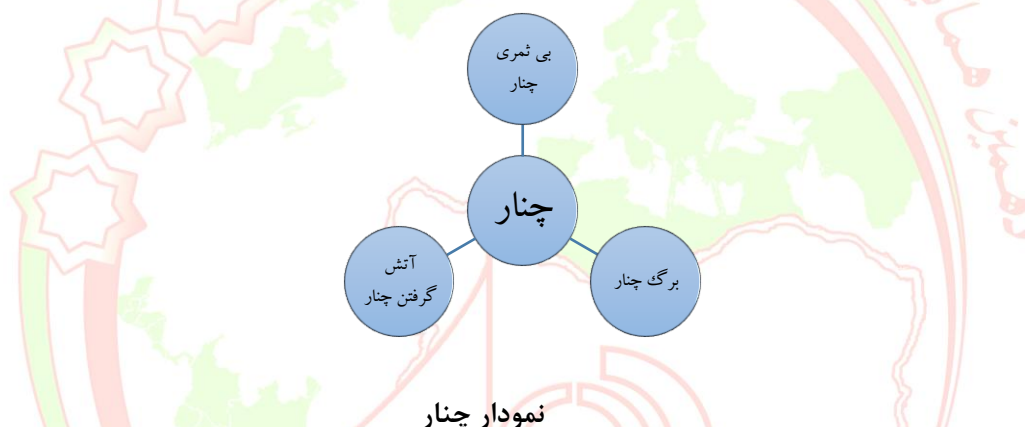 بی ثمری
چنار
چنار
آتش
گرفتن چنار
برگ چنار
نمودار چنار